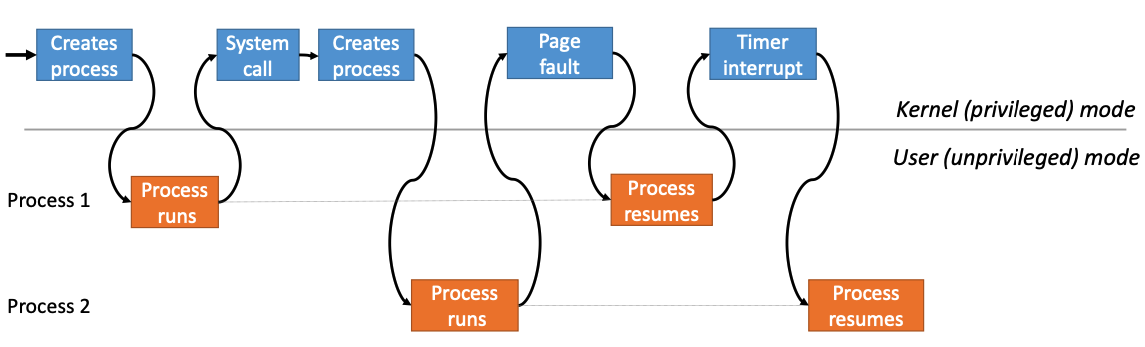 Creates
process
System
call
Creates
process
Page
fault
Timer
interrupt
Kernel (privileged) mode
User (unprivileged) mode
Process 1
Process
runs
Process
resumes
Process 2
Process
runs
Process
resumes